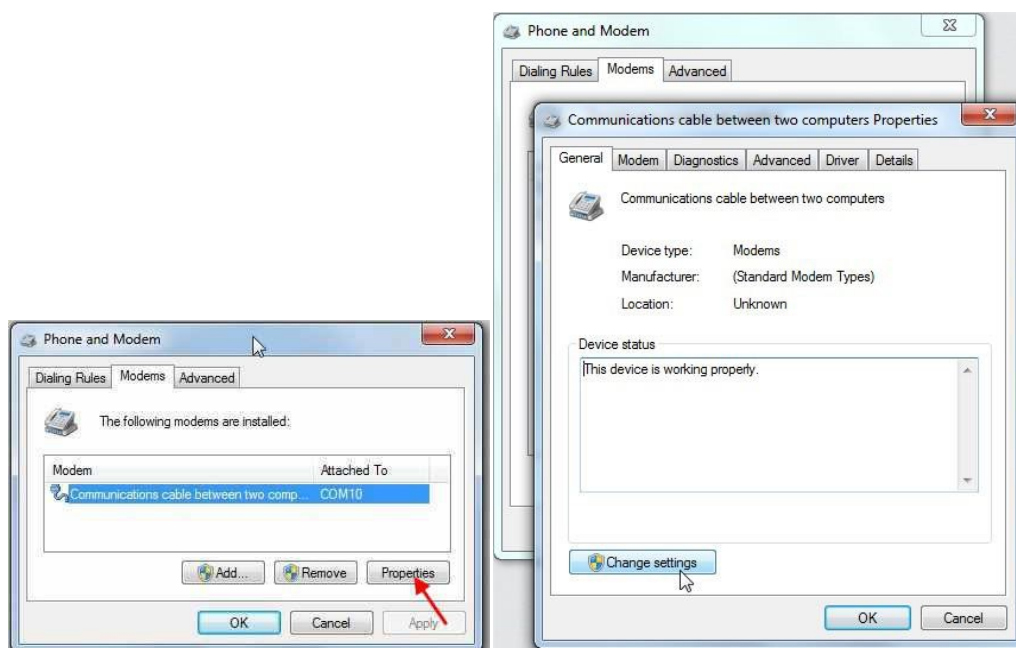 Phone and Modem
Dialing Rules Modems Advanced
The following modems are installed:
Modem Attached To
Communications cable between two comp... COM10
Add... Remove Properties
OK Cancel Apply
Phone and Modem
Dialing Rules Modems Advanced
Communications cable between two computers Properties
General Modem Diagnostics Advanced Driver Details
Communications cable between two computers
Device type: Modems
Manufacturer: (Standard Modem Types)
Location: Unknown
Device status
This device is working properly.
Change settings
OK Cancel